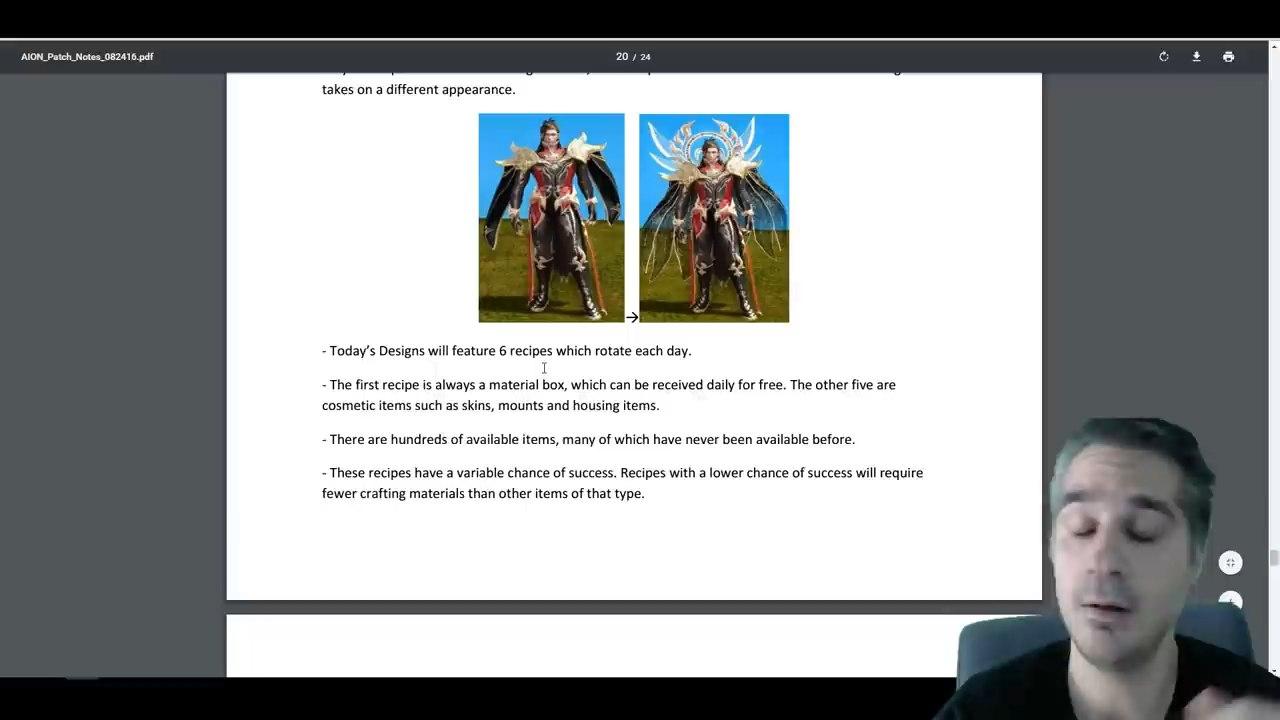 AION_Patch_Notes_082416.pdf
20 / 24
takes on a different appearance.
- Today's Designs will feature 6 recipes which rotate each day.
- The first recipe is always a material box, which can be received daily for free. The other five are
cosmetic items such as skins, mounts and housing items.
- There are hundreds of available items, many of which have never been available before.
- These recipes have a variable chance of success. Recipes with a lower chance of success will require
fewer crafting materials than other items of that type.